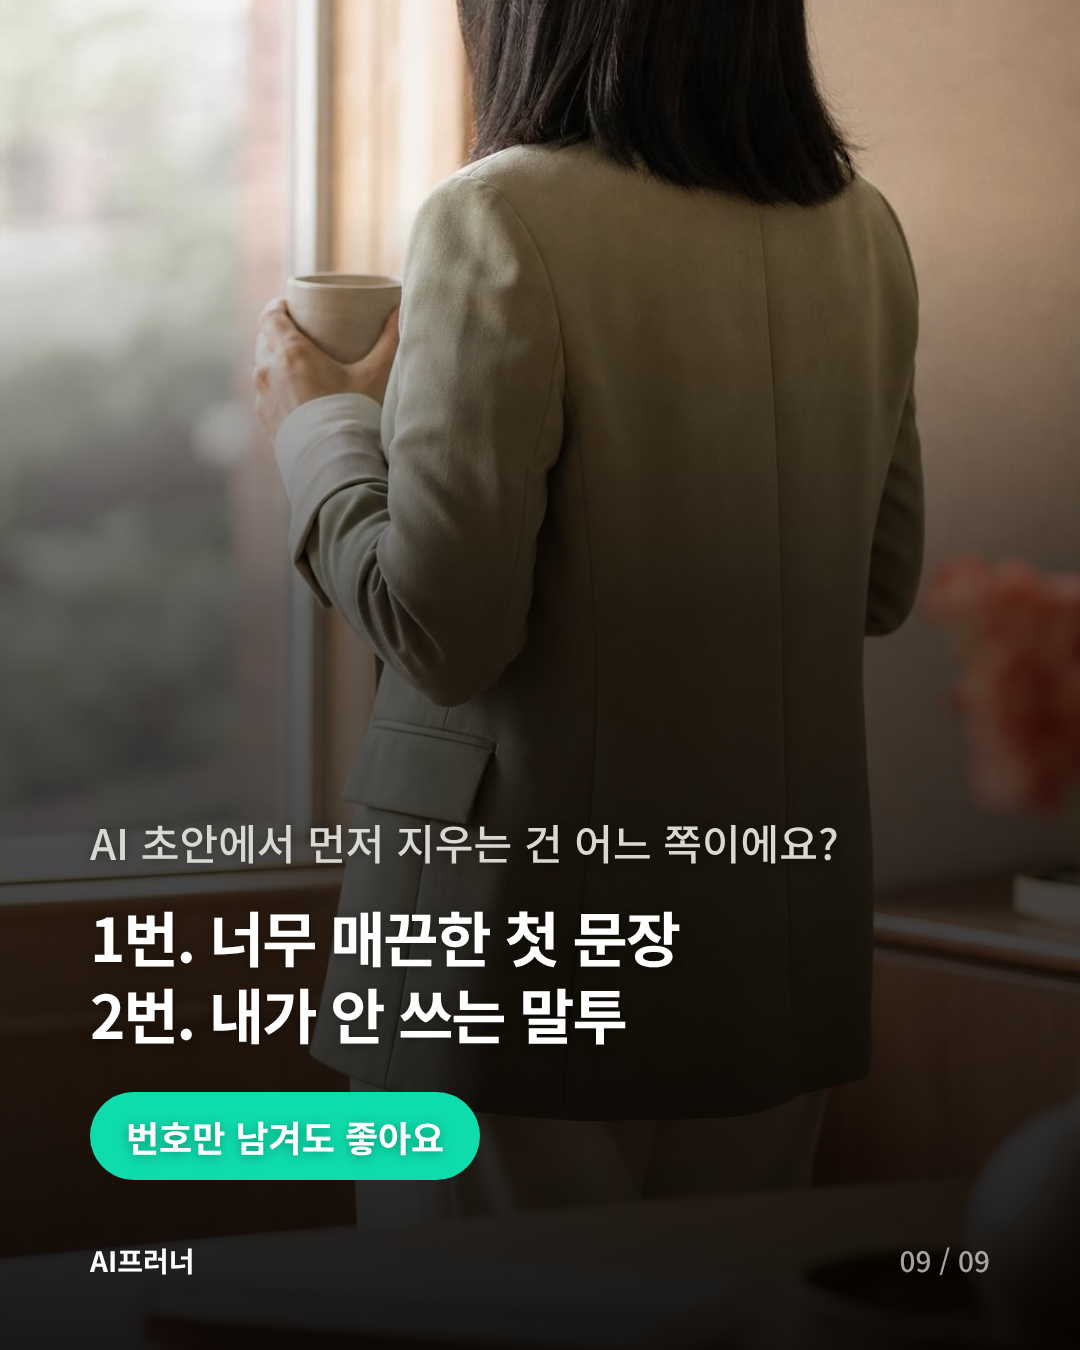 AI 초안에서 먼저 지우는 건 어느 쪽이에요?
1번. 너무 매끈한 첫 문장
2번. 내가 안 쓰는 말투
번호만 남겨도 좋아요
AI프러너
09 / 09